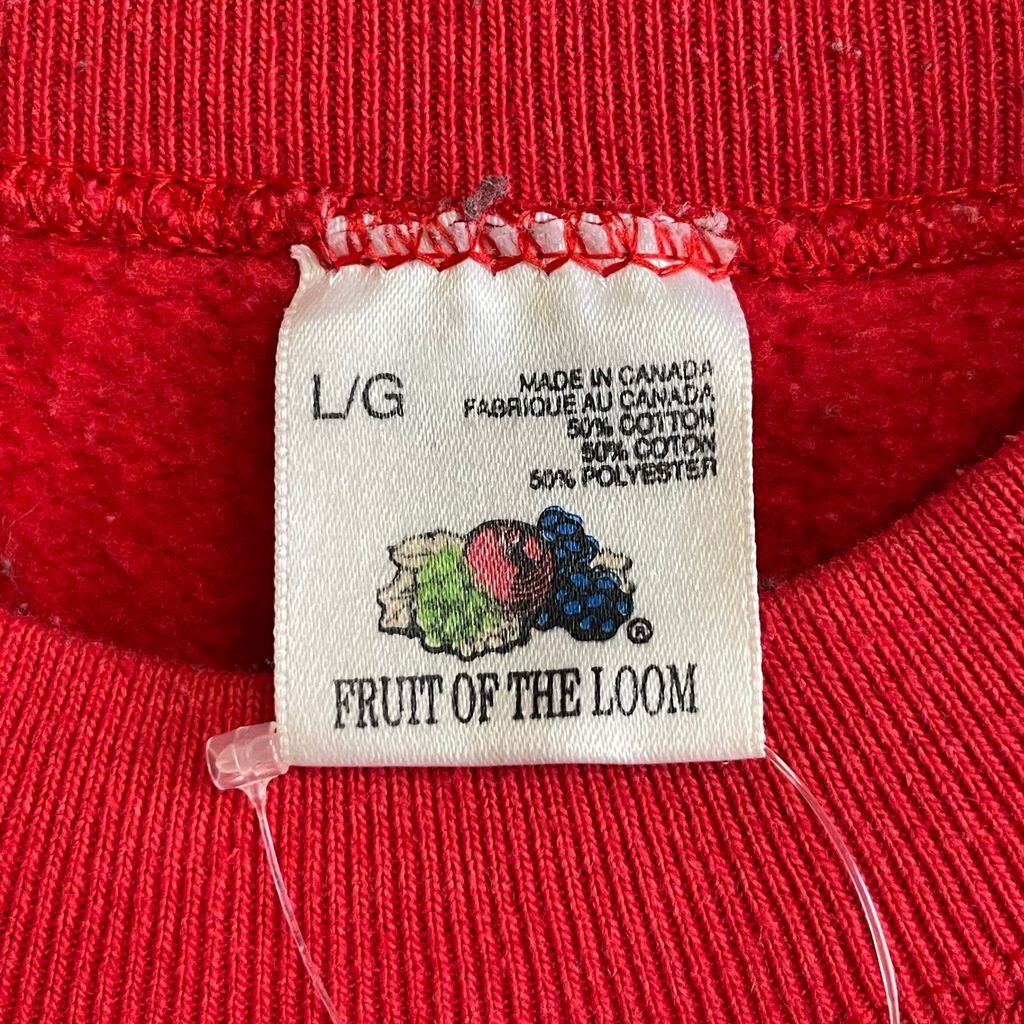 L/G
MADE IN CANADA
FABRIQUE AU CANADA
50% COTTON
50% COTON
50% POLYESTER
®
FRUIT OF THE LOOM